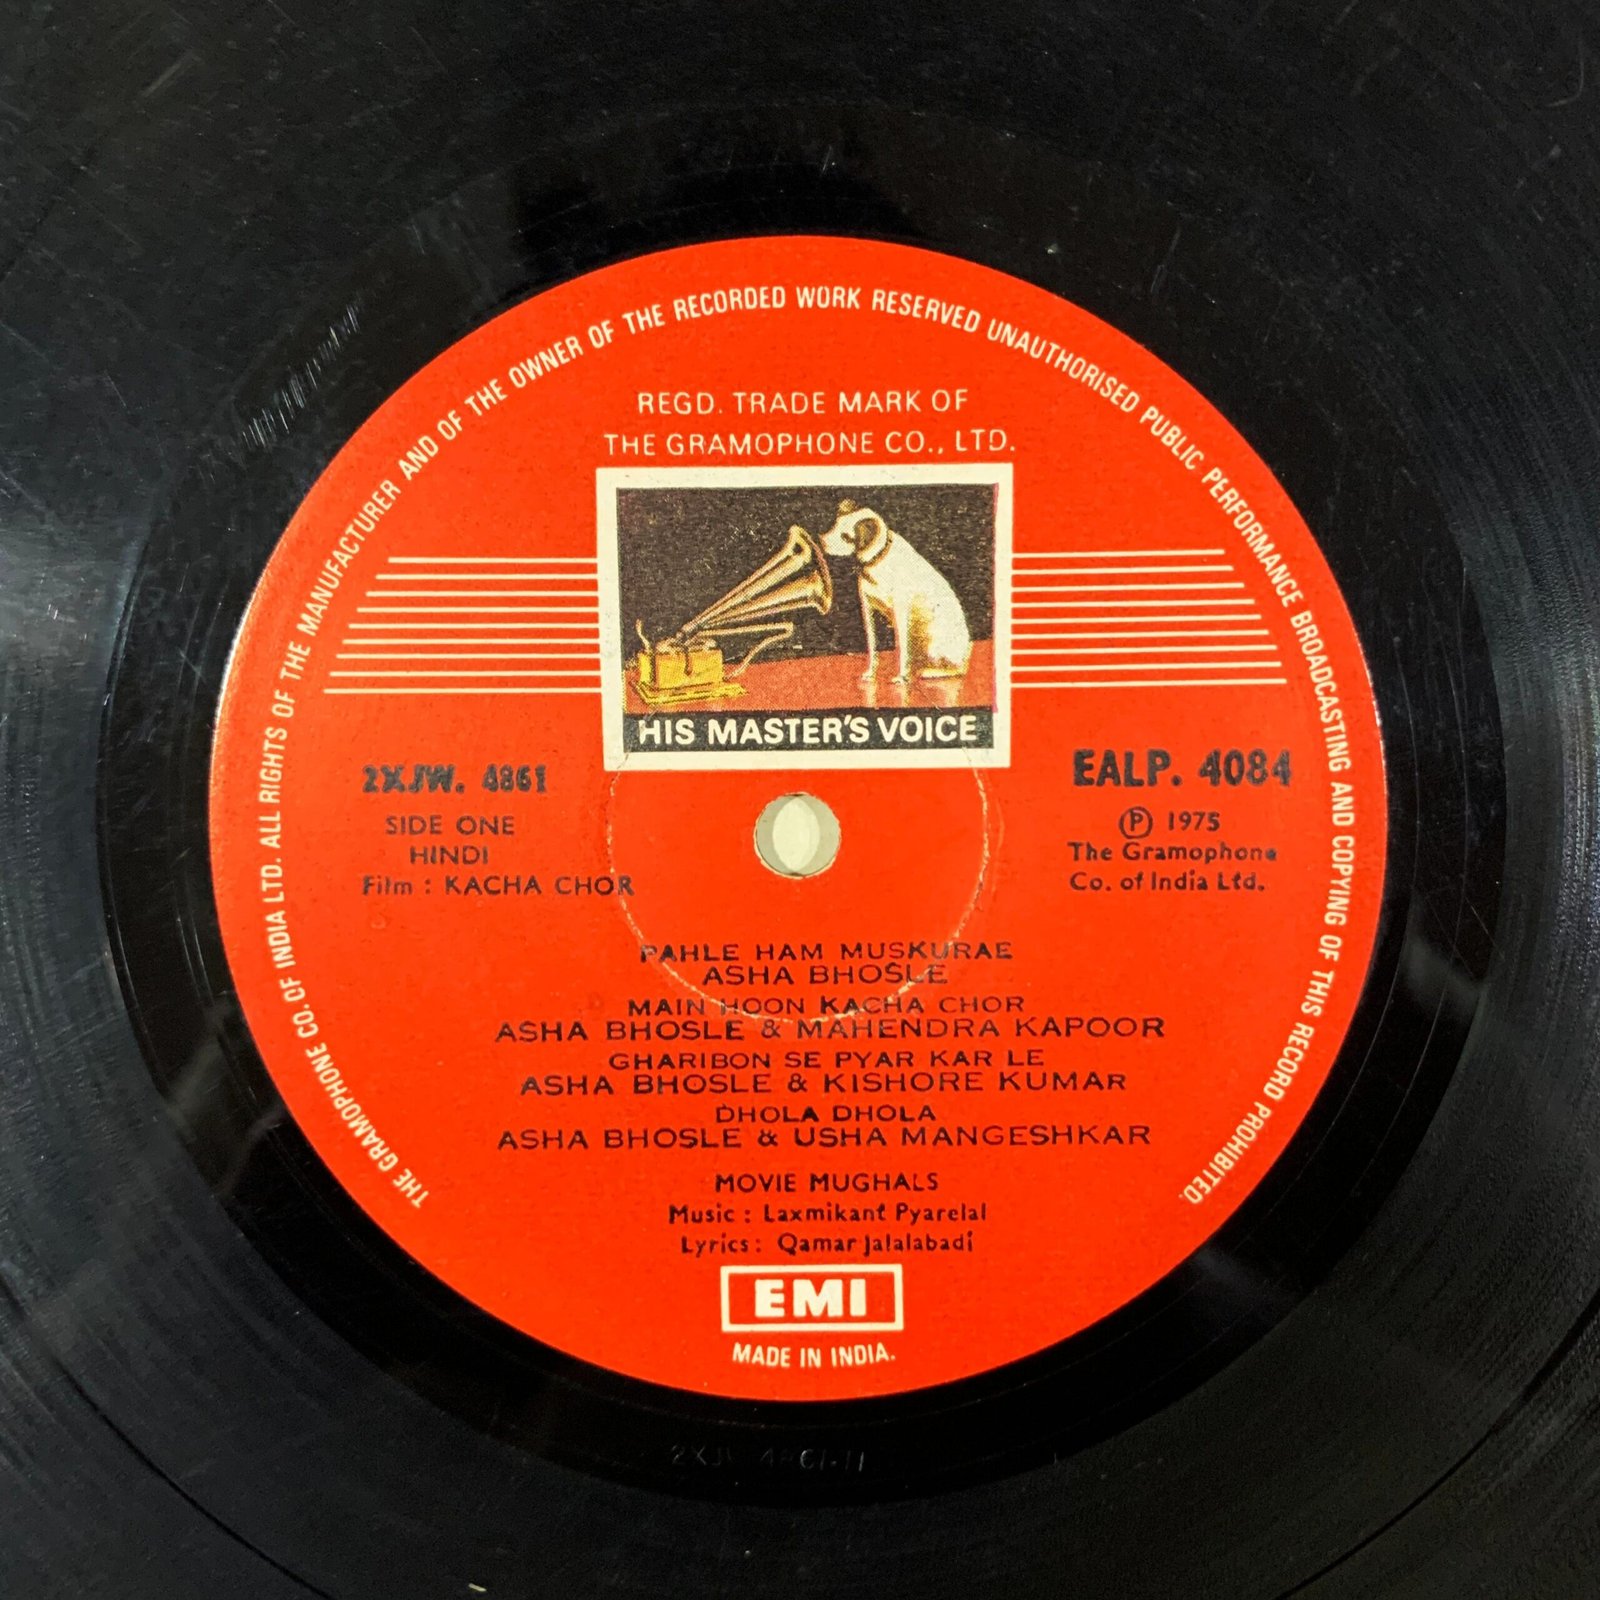 THE GRAMOPHONE CO. OF INDIA LTD. ALL RIGHTS OF THE MANUFACTURER AND OF THE OWNER OF THE RECORDED WORK RESERVED UNAUTHORISED PUBLIC PERFORMANCE BROADCASTING AND COPYING OF THIS RECORD PROHIBITED.
REGD. TRADE MARK OF
THE GRAMOPHONE CO., LTD.
HIS MASTER'S VOICE
2XJW. 4861
SIDE ONE
HINDI
Film : KACHA CHOR
EALP. 4084
Ⓟ 1975
The Gramophone
Co. of India Ltd.
PAHLE HAM MUSKURAE
ASHA BHOSLE
MAIN HOON KACHA CHOR
ASHA BHOSLE & MAHENDRA KAPOOR
GHARIBON SE PYAR KAR LE
ASHA BHOSLE & KISHORE KUMAR
DHOLA DHOLA
ASHA BHOSLE & USHA MANGESHKAR
MOVIE MUGHALS
Music : Laxmikant Pyarelal
Lyrics : Qamar Jalalabadi
EMI
MADE IN INDIA.